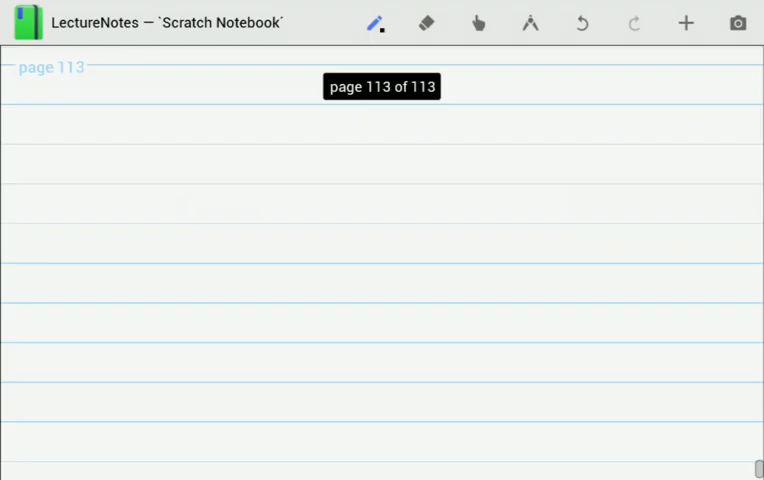 LectureNotes — `Scratch Notebook´
page 113
page 113 of 113